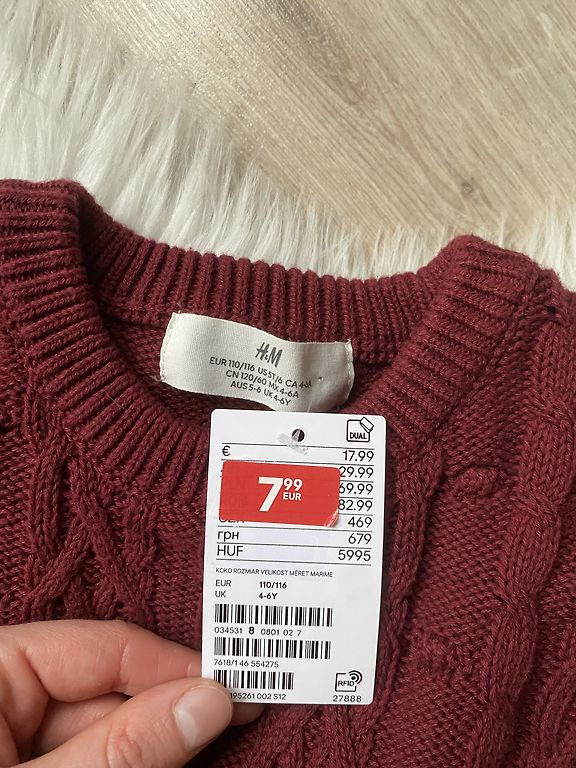 H&M
EUR 110/116 US 5T/6 CA 4-6A
CN 120/60 MX 4-6A
AUS 5-6 UK 4-6Y
DUAL
€ 17.99
29.99
69.99
82.99
7.99 EUR
469
грн 679
HUF 5995
KOKO ROZMIAR VELIKOST MÉRET MARIME
EUR 110/116
UK 4-6Y
034531 8 0801 02 7
7618/1 46 554275
195261 002 S12
RFID
27888